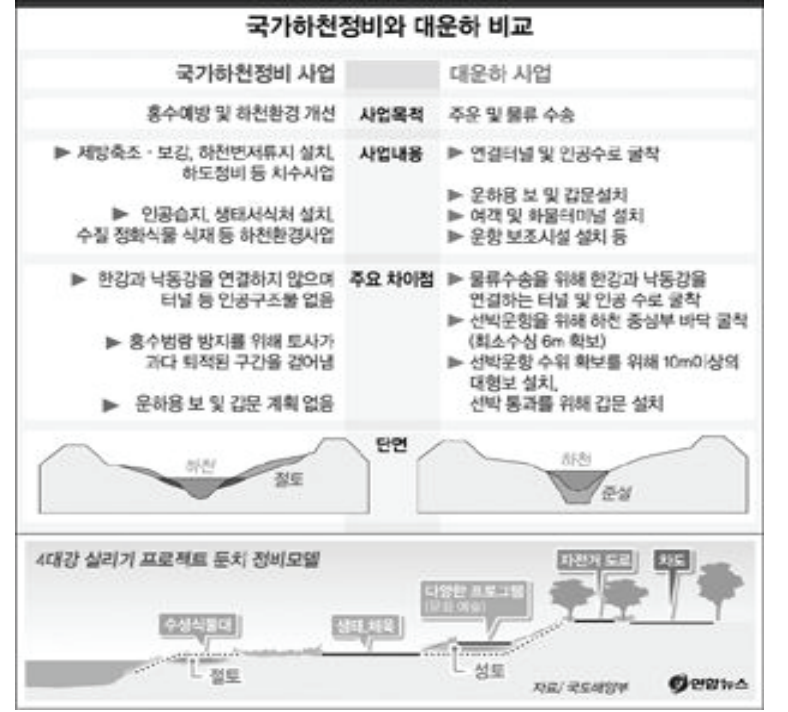 국가하천정비와 대운하 비교
국가하천정비 사업
대운하 사업
홍수예방 및 하천환경 개선
사업목적
주운 및 물류 수송
▶ 제방축조 · 보강, 하천변저류지 설치,
하도정비 등 치수사업
▶ 인공습지, 생태서식처 설치,
수질 정화식물 식재 등 하천환경사업
사업내용
▶ 연결터널 및 인공수로 굴착
▶ 운하용 보 및 갑문설치
▶ 여객 및 화물터미널 설치
▶ 운항 보조시설 설치 등
▶ 한강과 낙동강을 연결하지 않으며
터널 등 인공구조물 없음
▶ 홍수범람 방지를 위해 토사가
과다 퇴적된 구간을 걷어냄
▶ 운하용 보 및 갑문 계획 없음
주요 차이점
▶ 물류수송을 위해 한강과 낙동강을
연결하는 터널 및 인공 수로 굴착
▶ 선박운항을 위해 하천 중심부 바닥 굴착
(최소수심 6m 확보)
▶ 선박운항 수위 확보를 위해 10m이상의
대형보 설치,
선박 통과를 위해 갑문 설치
단면
하천
절토
하천
준설
4대강 살리기 프로젝트 둔치 정비모델
자전거 도로
차도
다양한 프로그램
(문화 예술)
수생식물대
생태 체육
절토
성토
자료/ 국토해양부
연합뉴스